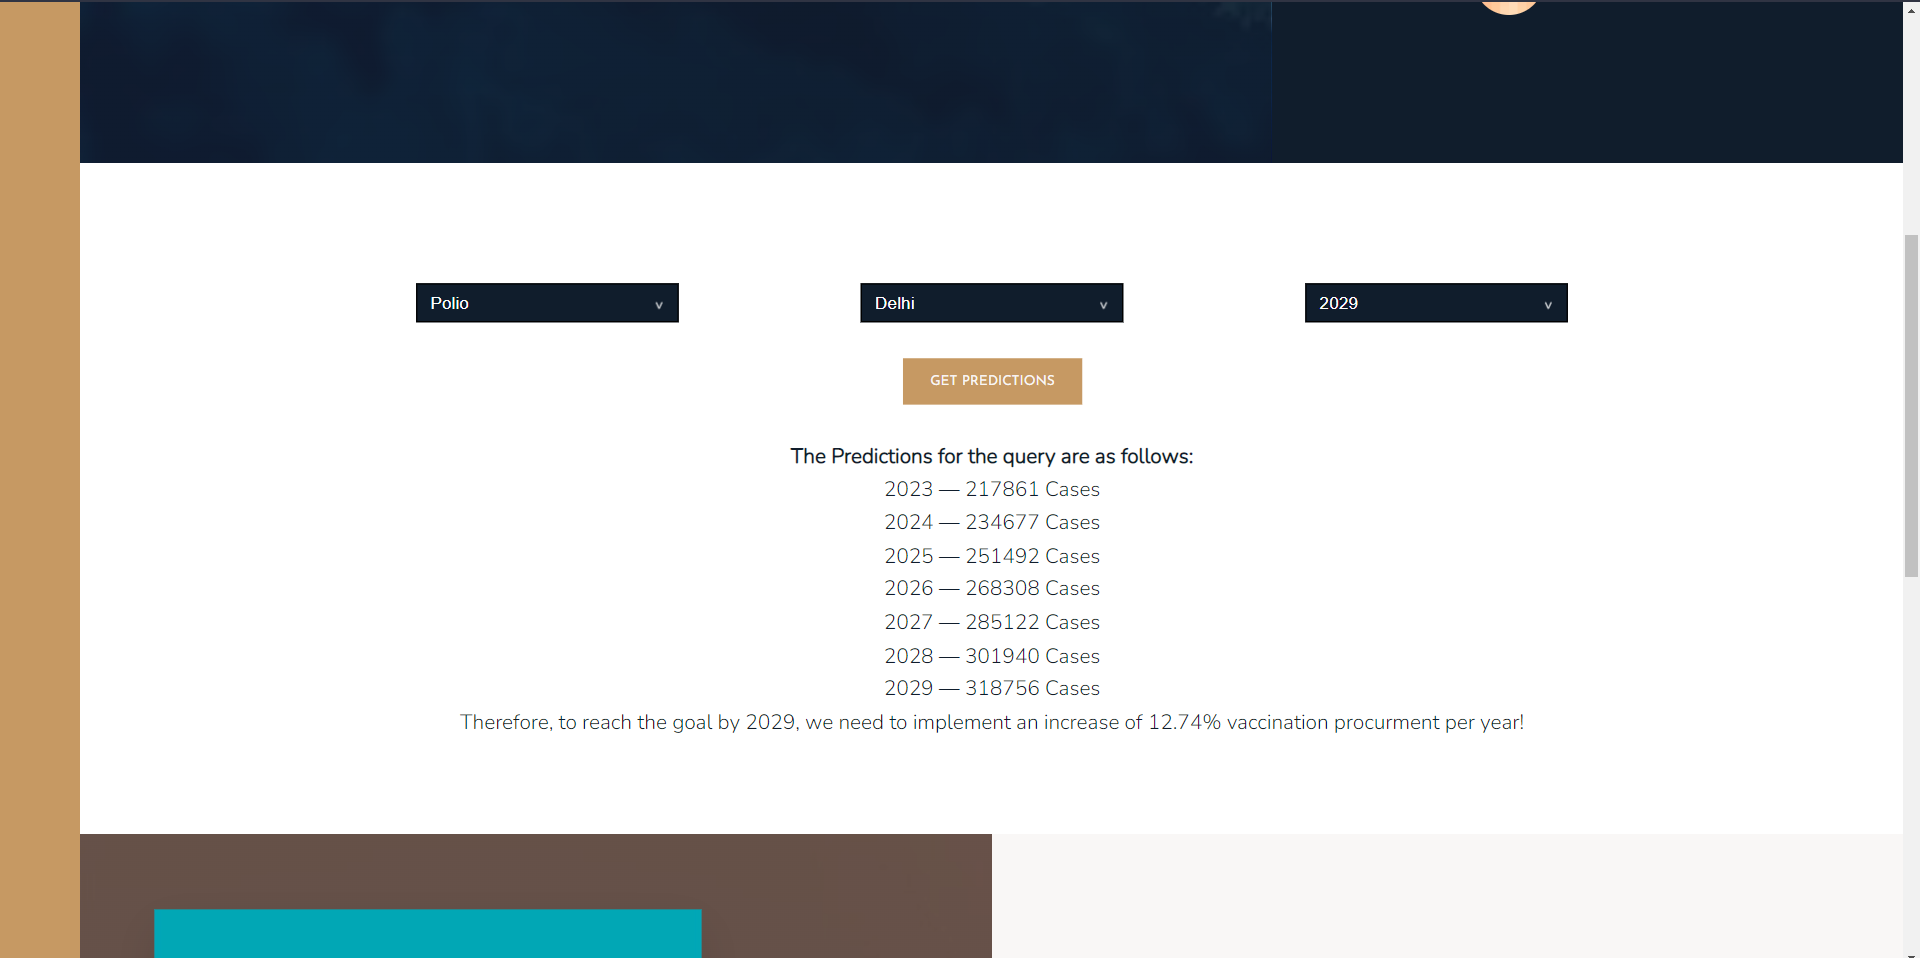 Polio
Delhi
2029
GET PREDICTIONS
The Predictions for the query are as follows:
2023 — 217861 Cases
2024 — 234677 Cases
2025 — 251492 Cases
2026 — 268308 Cases
2027 — 285122 Cases
2028 — 301940 Cases
2029 — 318756 Cases
Therefore, to reach the goal by 2029, we need to implement an increase of 12.74% vaccination procurment per year!